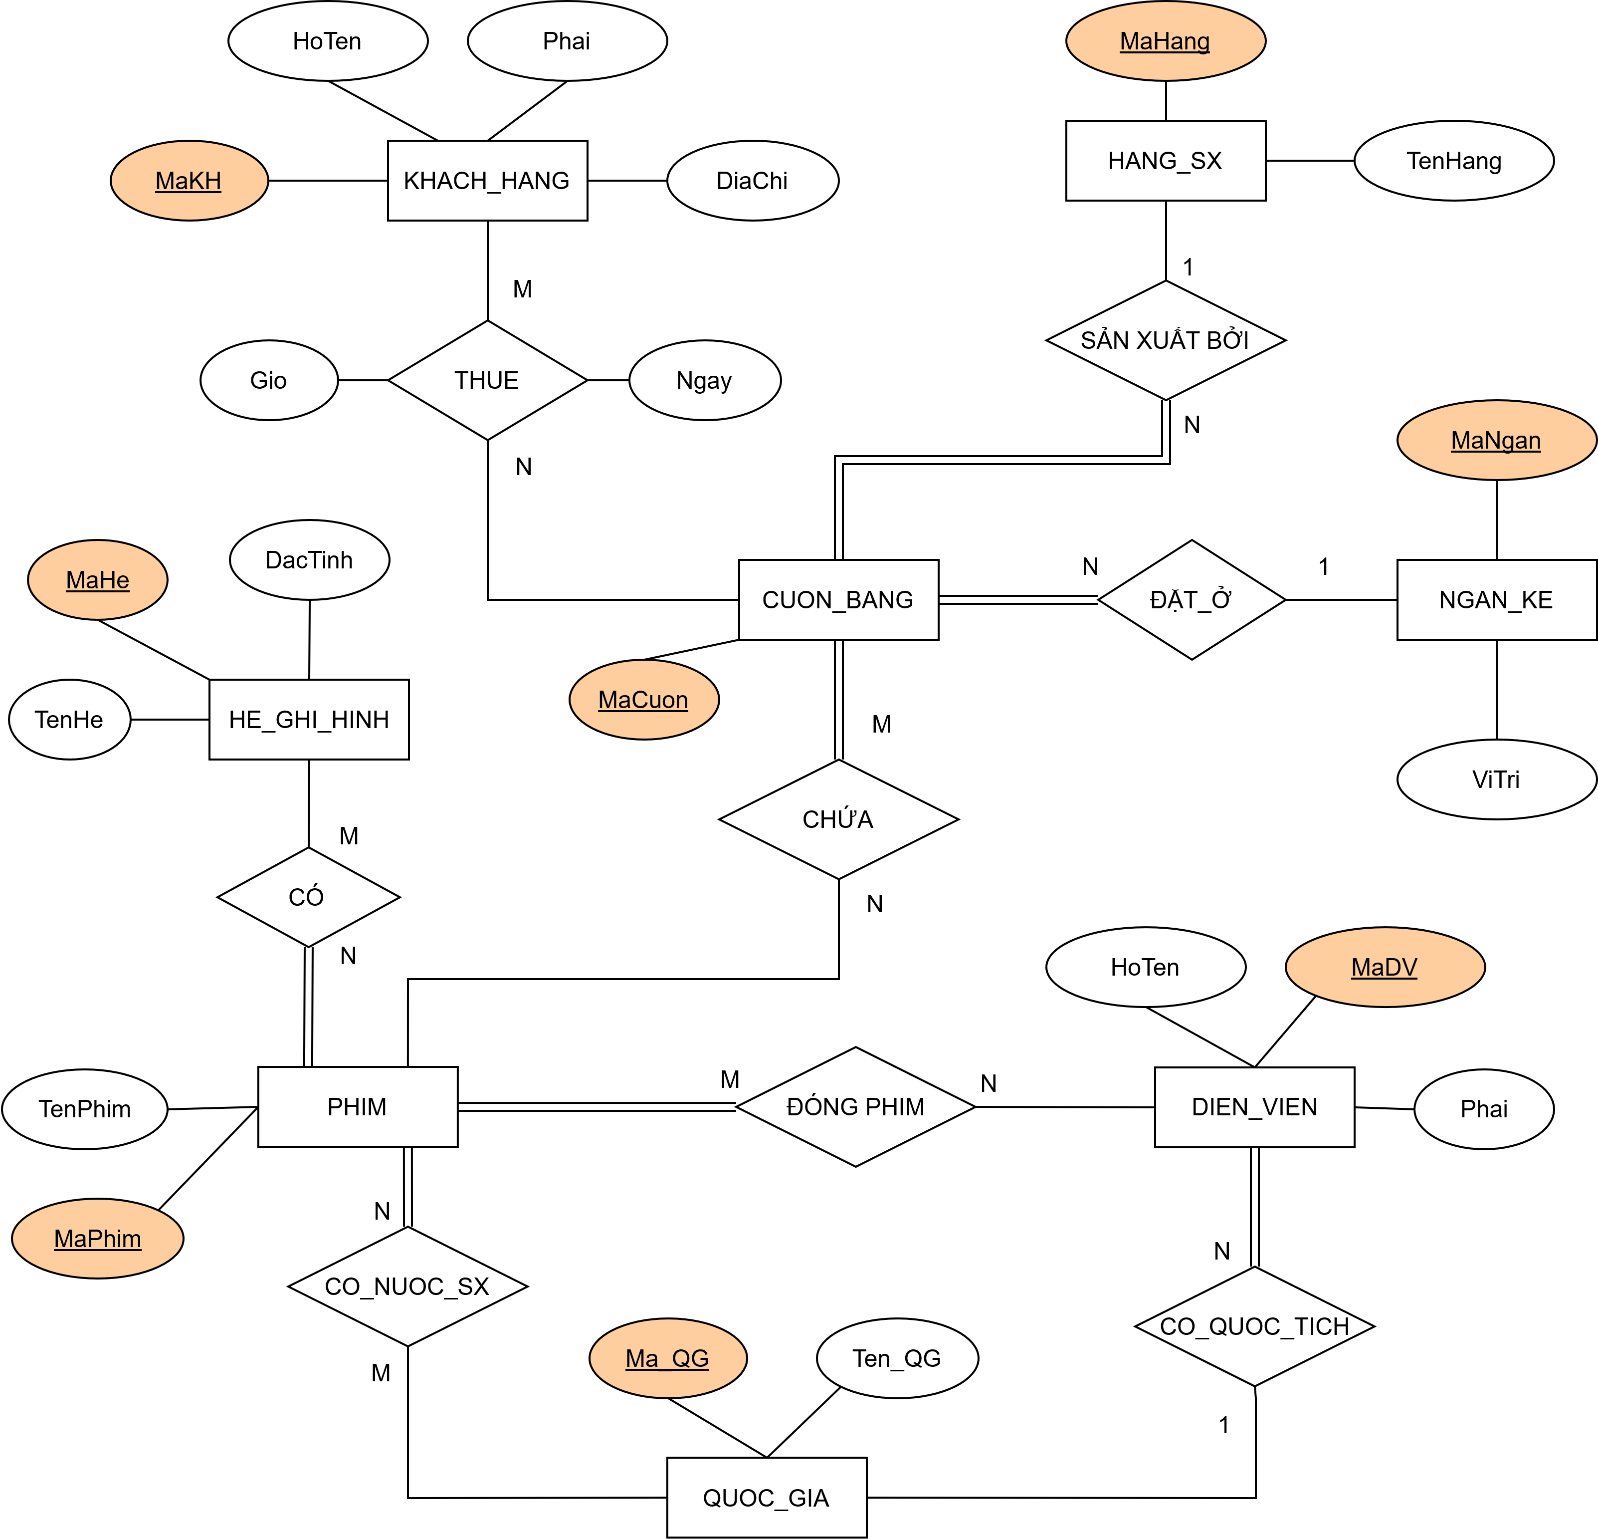 HoTen
Phai
MaHang
MaKH
KHACH_HANG
DiaChi
HANG_SX
TenHang
M
1
Gio
THUE
Ngay
SẢN XUẤT BỞI
N
N
MaNgan
MaHe
DacTinh
CUON_BANG
N
ĐẶT_Ở
1
NGAN_KE
TenHe
HE_GHI_HINH
MaCuon
M
ViTri
M
CHỨA
CÓ
N
N
HoTen
MaDV
TenPhim
PHIM
M
ĐÓNG PHIM
N
DIEN_VIEN
Phai
MaPhim
N
N
CO_NUOC_SX
CO_QUOC_TICH
M
Ma_QG
Ten_QG
1
QUOC_GIA